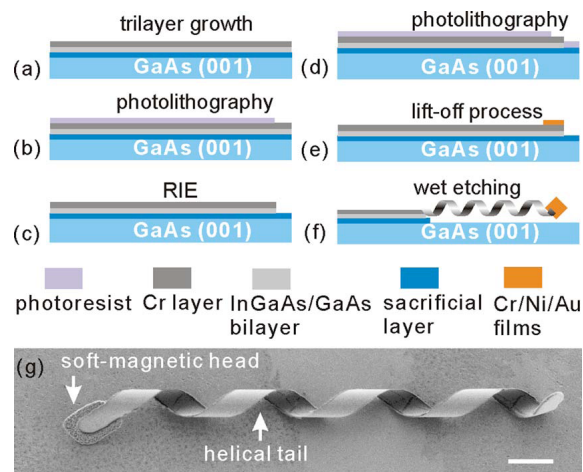 trilayer growth
(a)
GaAs (001)
photolithography
(b)
GaAs (001)
RIE
(c)
GaAs (001)
photolithography
(d)
GaAs (001)
lift-off process
(e)
GaAs (001)
wet etching
(f)
GaAs (001)
photoresist
Cr layer
InGaAs/GaAs
bilayer
sacrificial
layer
Cr/Ni/Au
films
(g)
soft-magnetic head
helical tail